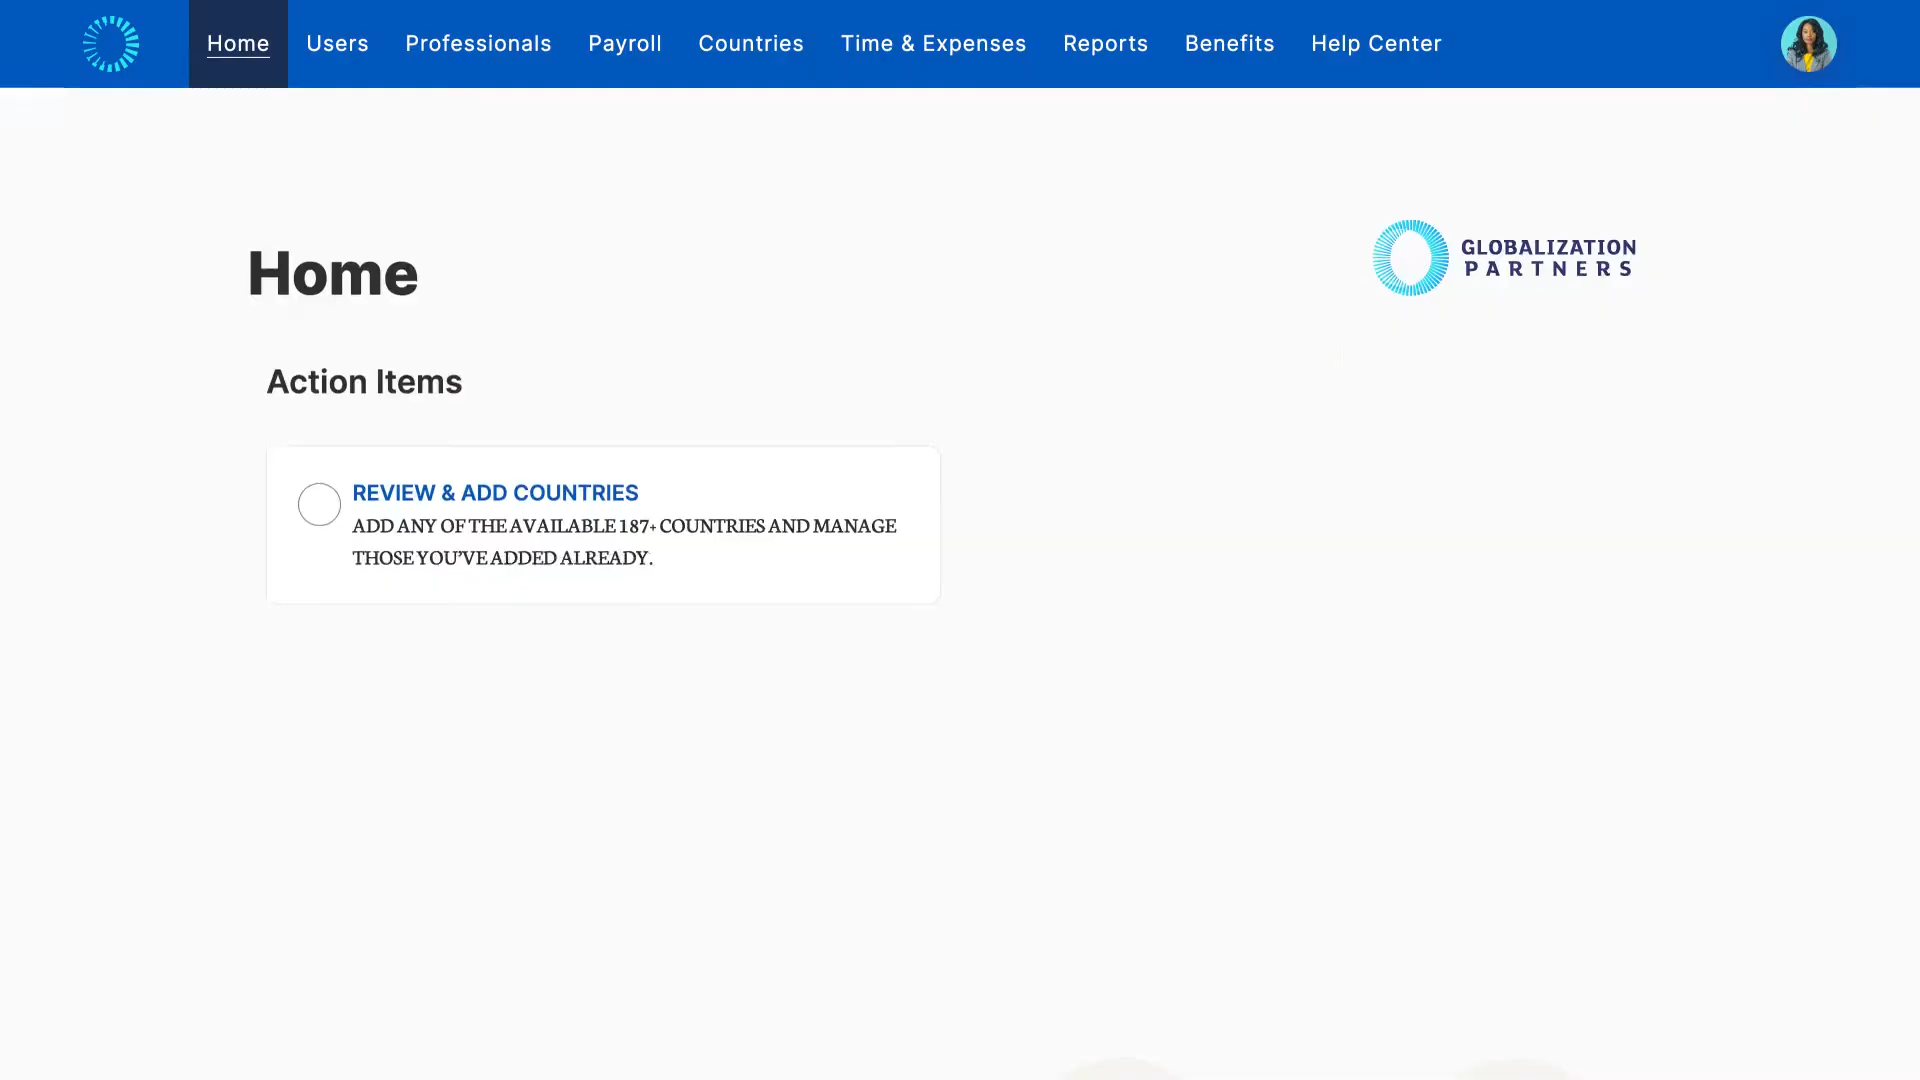 Home Users Professionals Payroll Countries Time & Expenses Reports Benefits Help Center
GLOBALIZATION
PARTNERS
Home
Action Items
REVIEW & ADD COUNTRIES
ADD ANY OF THE AVAILABLE 187+ COUNTRIES AND MANAGE
THOSE YOU’VE ADDED ALREADY.